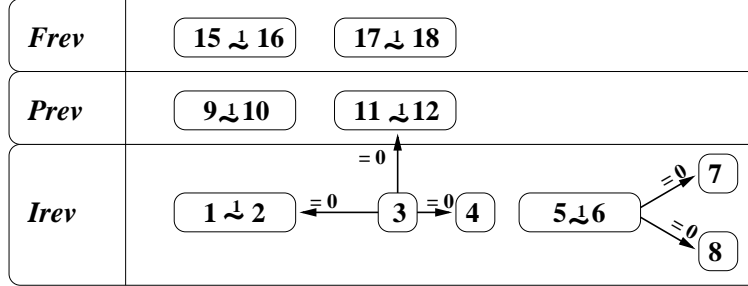 Frev 15 ⥲ 16 17 ⥲ 18
Prev 9 ⥲ 10 11 ⥲ 12
= 0
7
= 0
Irev 1 ⥲ 2 = 0 3 = 0 4 5 ⥲ 6
= 0
8